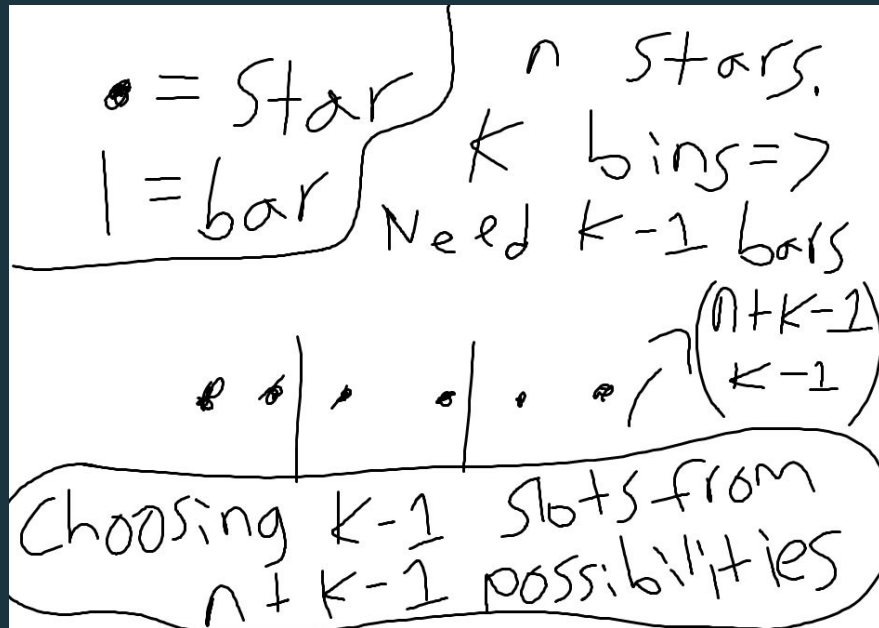 • = Star
| = bar
n Stars.
K bins=>
Need K-1 bars
(n+K-1
K-1)
Choosing K-1 Slots from
n+K-1 possibilities